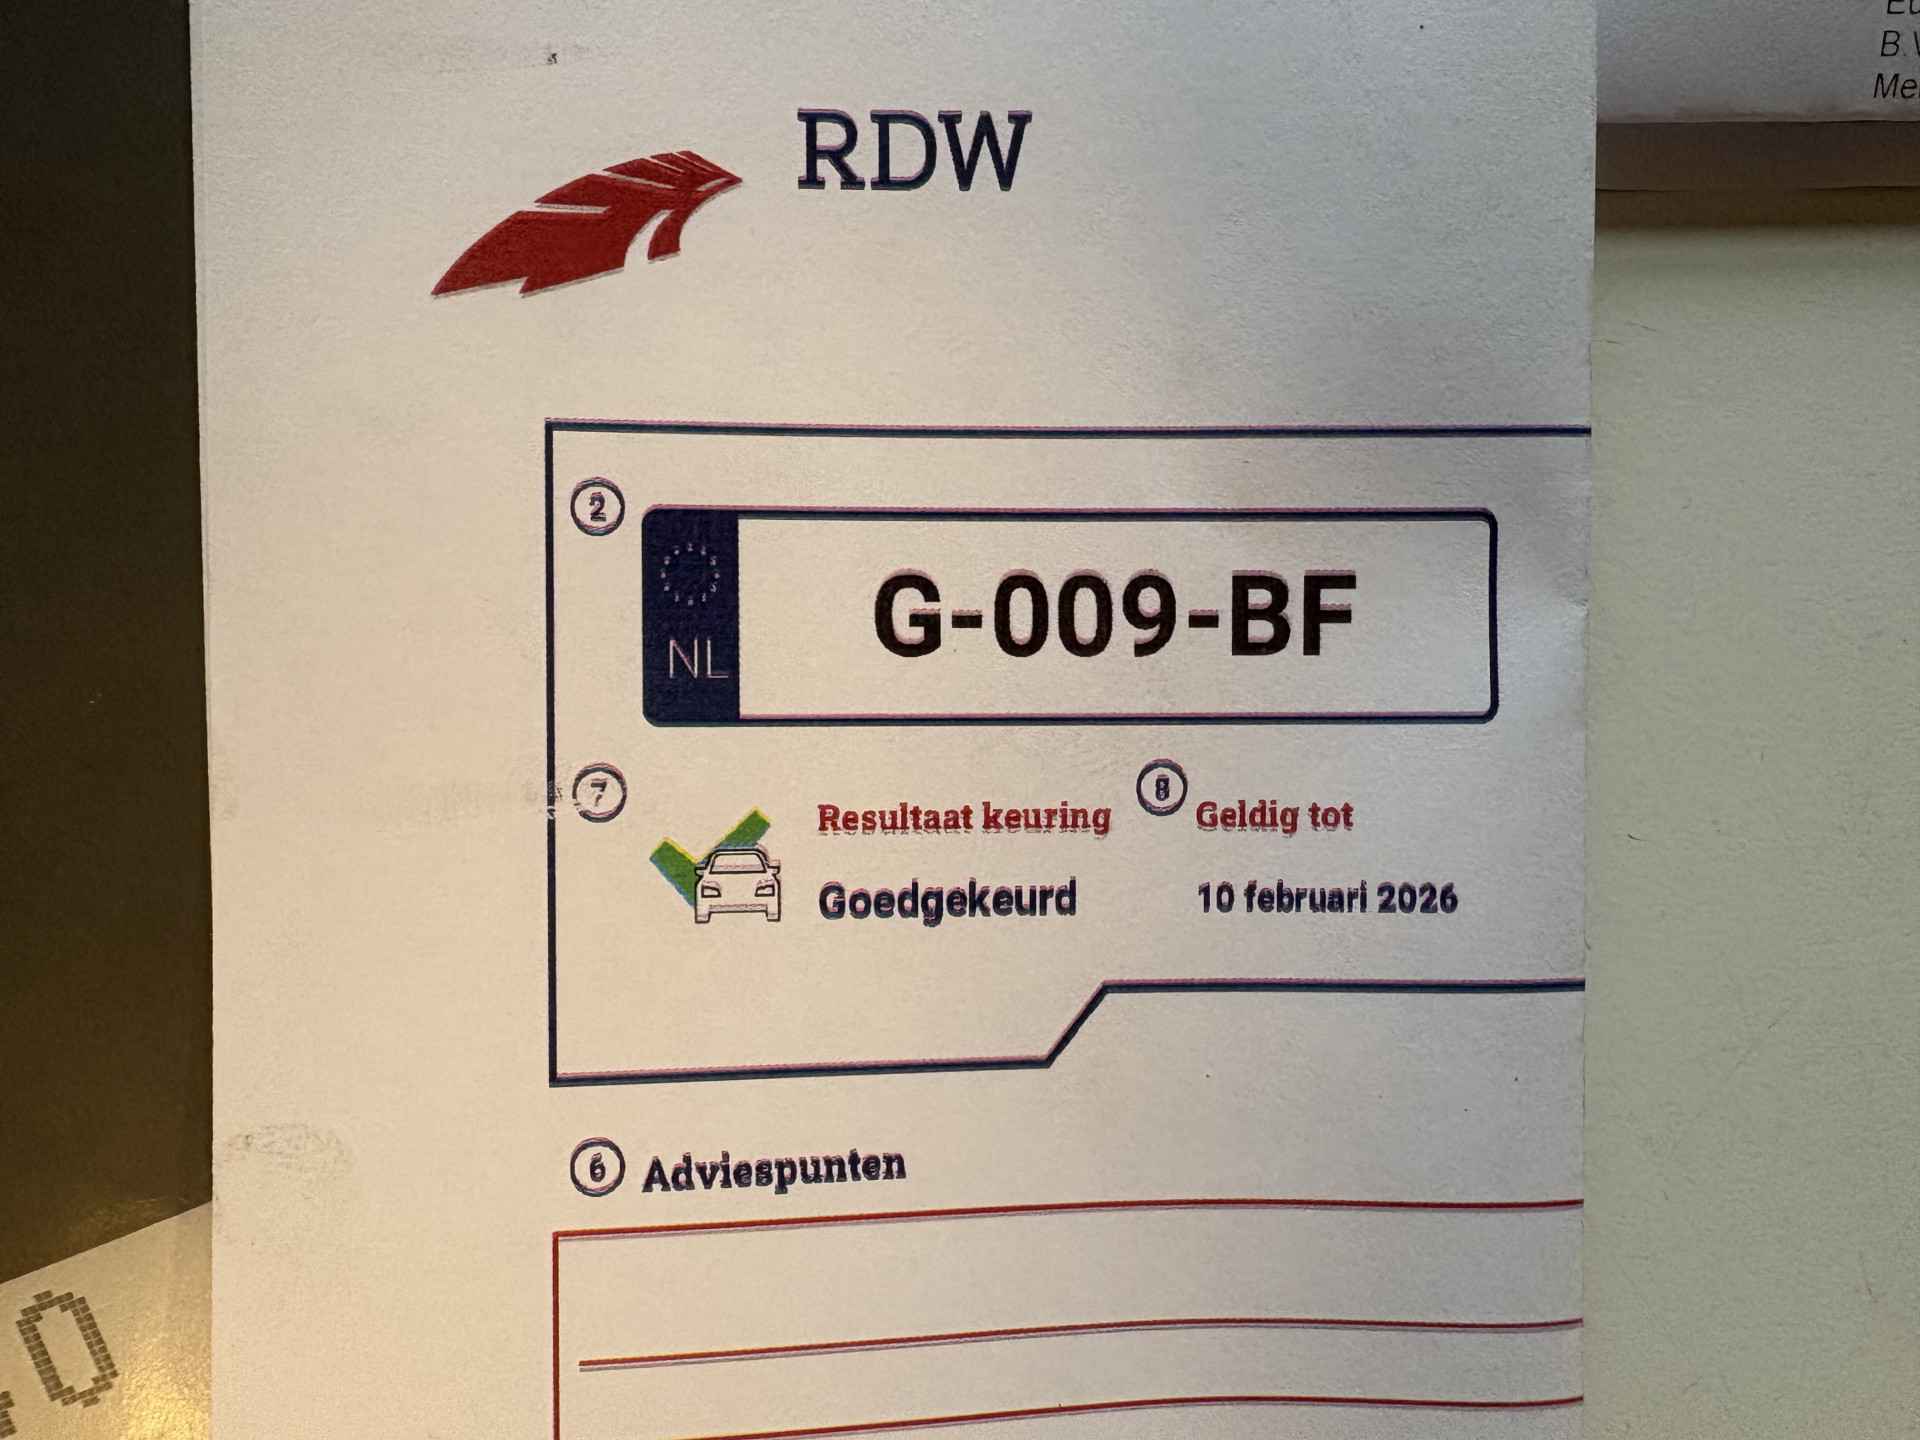 RDW
2
NL
G-009-BF
7
Resultaat keuring
8
Geldig tot
Goedgekeurd
10 februari 2026
6 Adviespunten
B.V